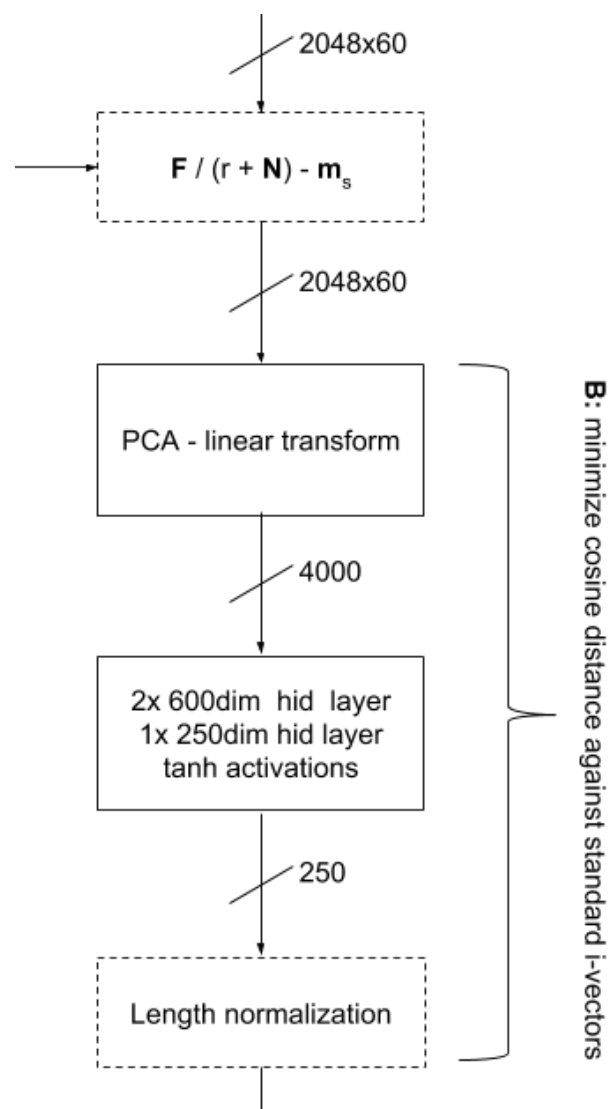 2048x60
F / (r + N) - mₛ
2048x60
PCA - linear transform
4000
2x 600dim hid layer
1x 250dim hid layer
tanh activations
250
Length normalization
B: minimize cosine distance against standard i-vectors